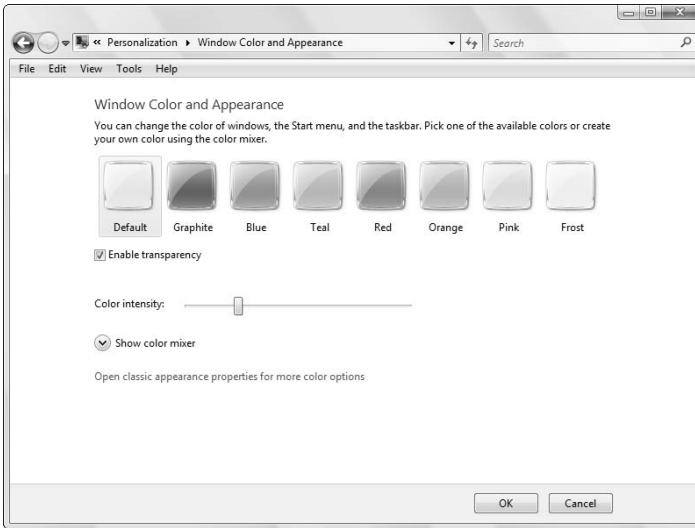 « Personalization ▸ Window Color and Appearance
Search
File Edit View Tools Help
Window Color and Appearance
You can change the color of windows, the Start menu, and the taskbar. Pick one of the available colors or create
your own color using the color mixer.
Default Graphite Blue Teal Red Orange Pink Frost
Enable transparency
Color intensity:
Show color mixer
Open classic appearance properties for more color options
OK Cancel